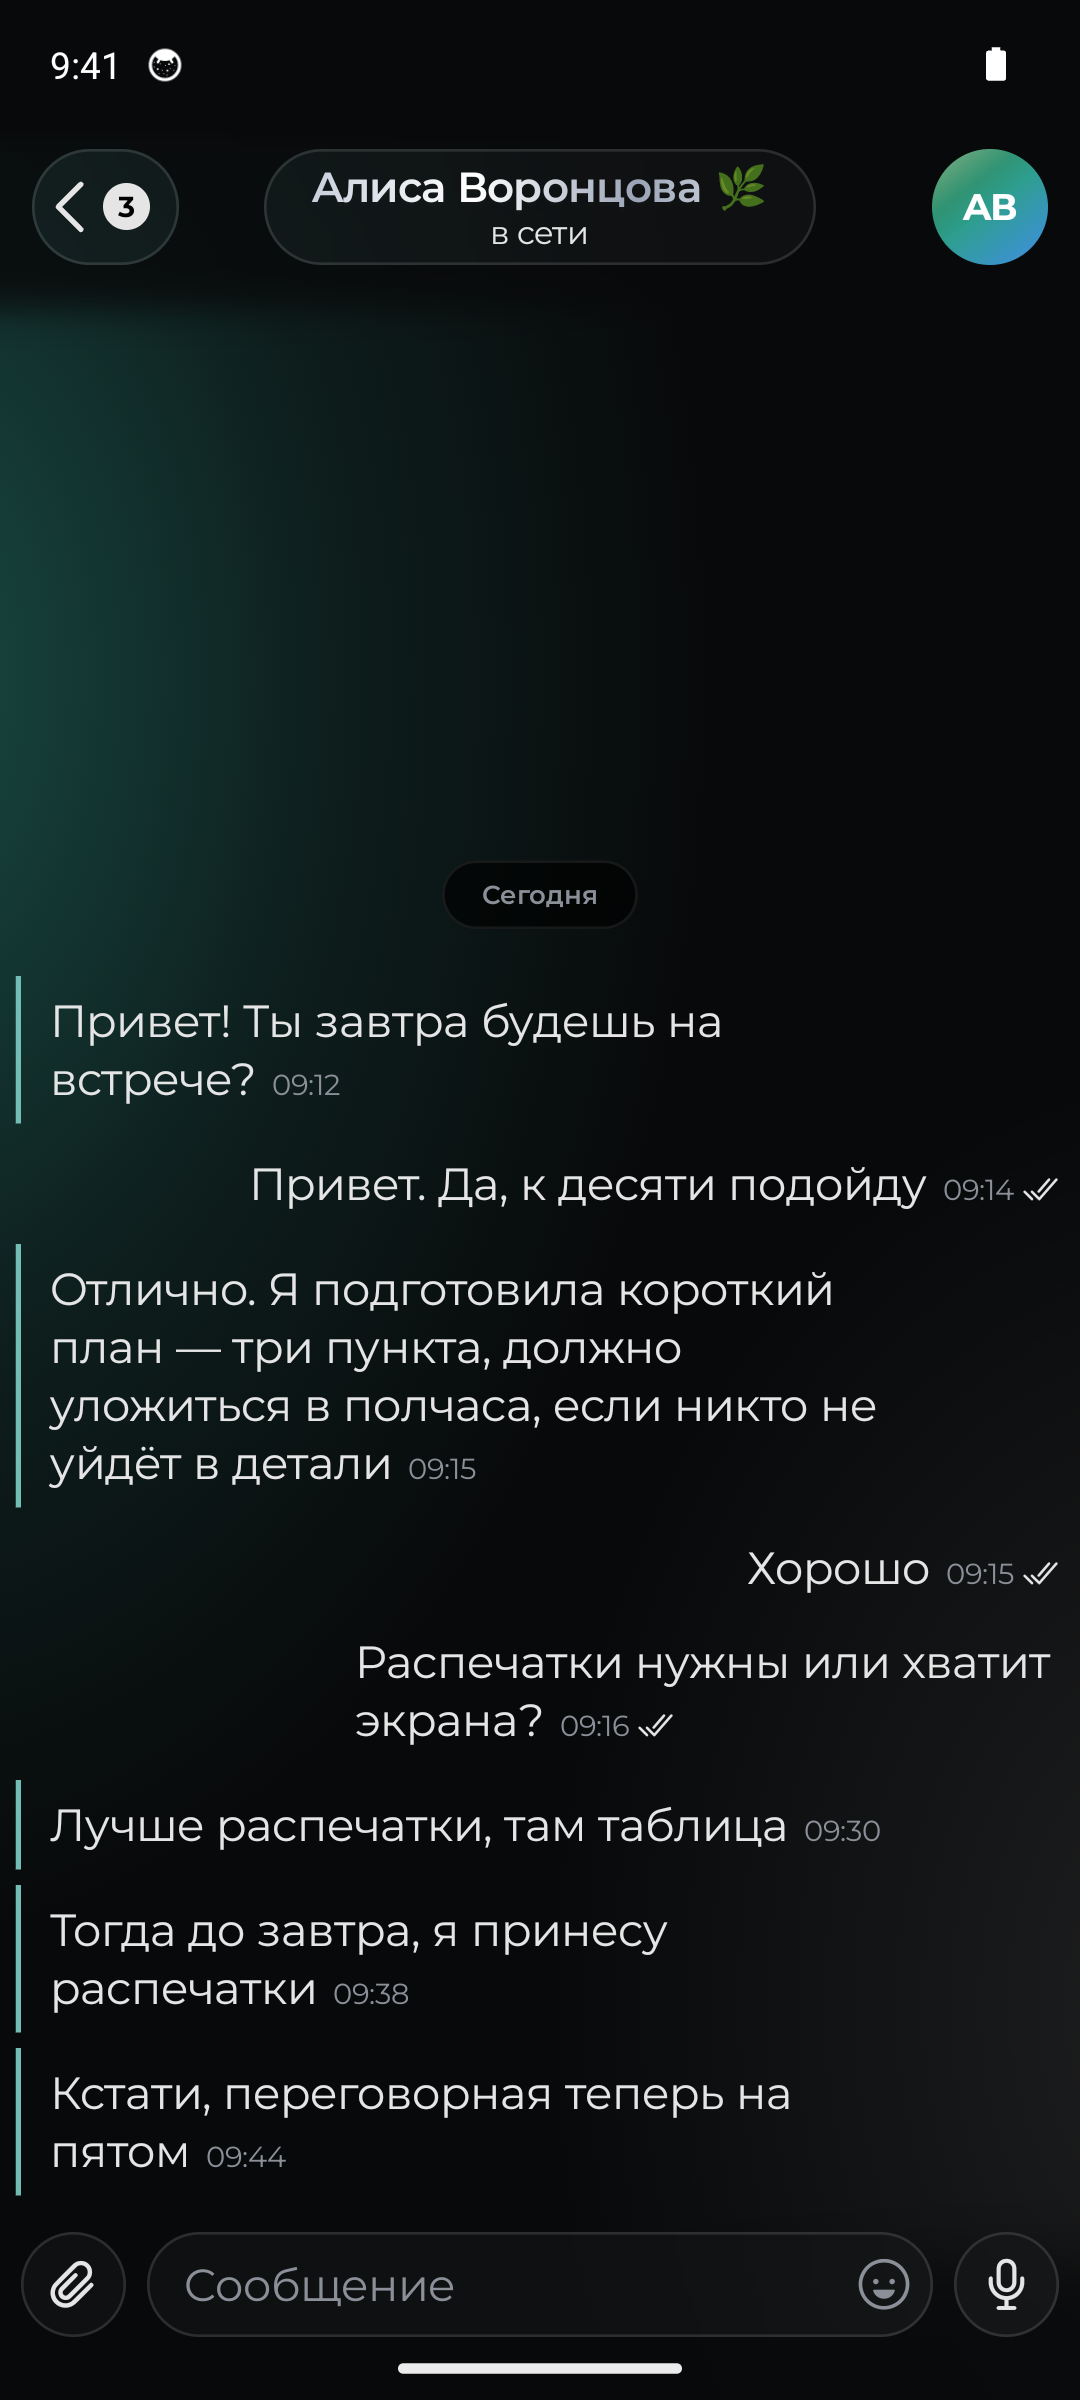 9:41
3
Алиса Воронцова 🌿
в сети
АВ
Сегодня
Привет! Ты завтра будешь на
встрече? 09:12
Привет. Да, к десяти подойду 09:14
Отлично. Я подготовила короткий
план — три пункта, должно
уложиться в полчаса, если никто не
уйдёт в детали 09:15
Хорошо 09:15
Распечатки нужны или хватит
экрана? 09:16
Лучше распечатки, там таблица 09:30
Тогда до завтра, я принесу
распечатки 09:38
Кстати, переговорная теперь на
пятом 09:44
Сообщение